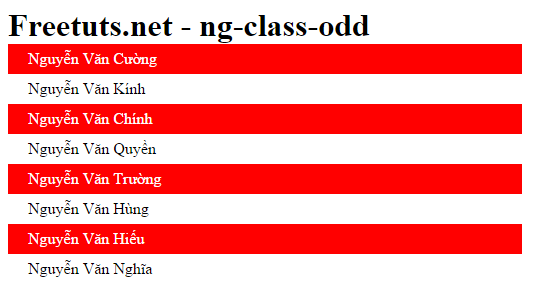 Freetuts.net - ng-class-odd
Nguyễn Văn Cường
Nguyễn Văn Kính
Nguyễn Văn Chính
Nguyễn Văn Quyền
Nguyễn Văn Trường
Nguyễn Văn Hùng
Nguyễn Văn Hiếu
Nguyễn Văn Nghĩa